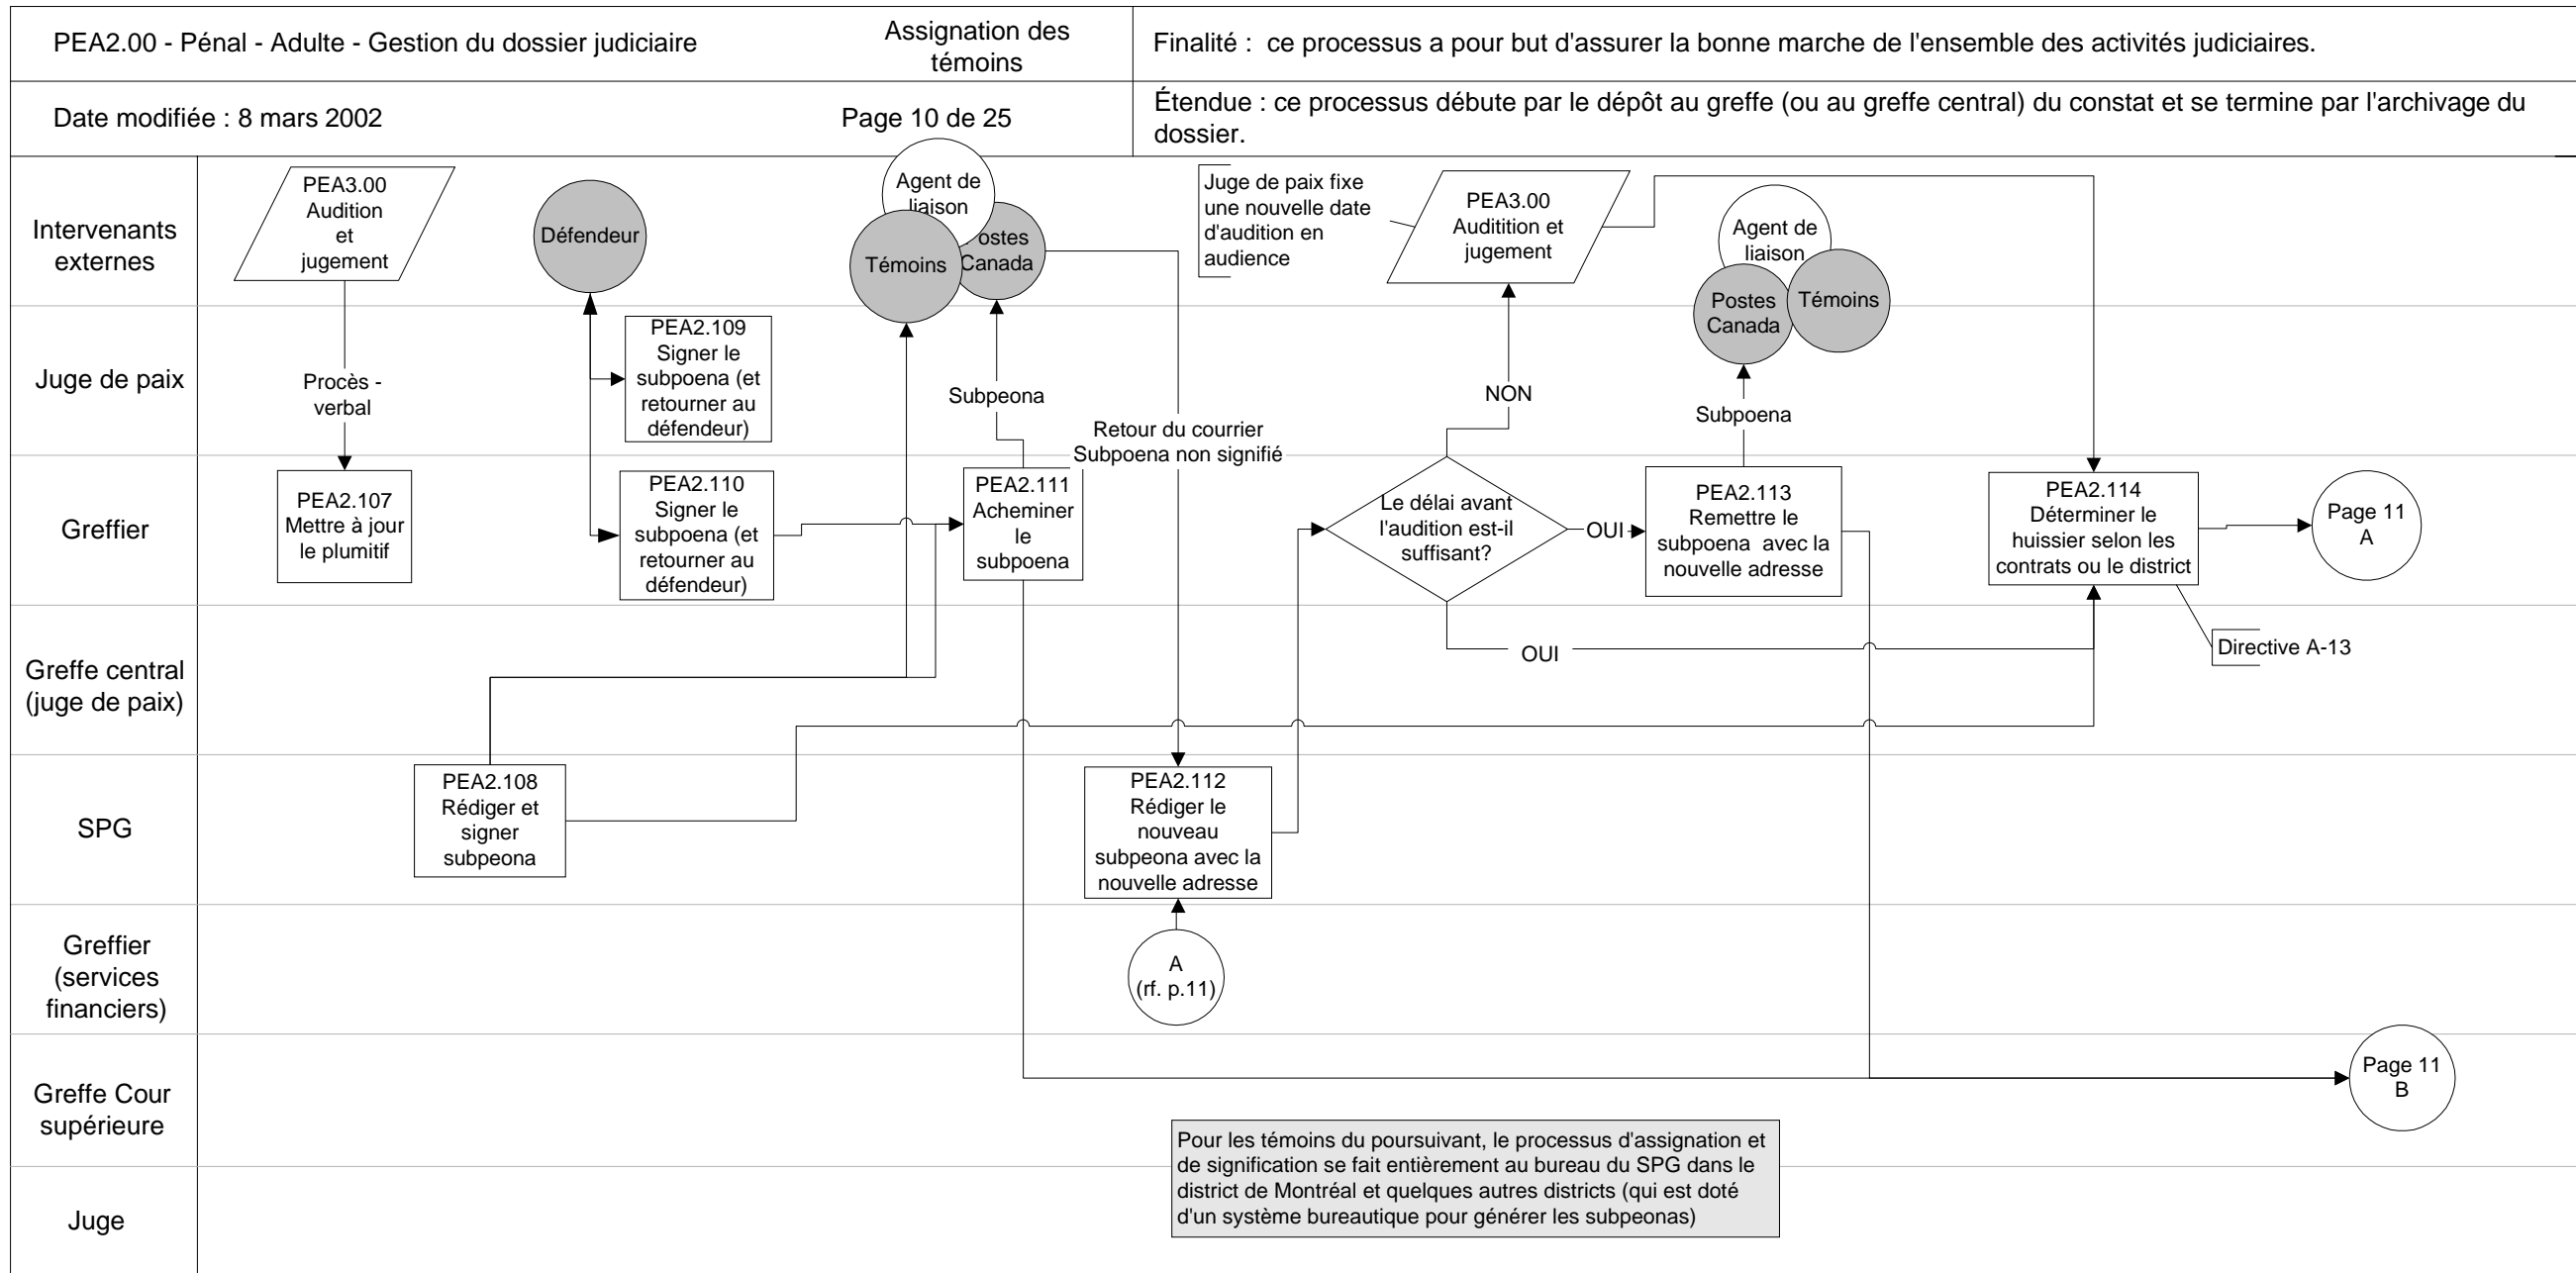 PEA2.00 - Pénal - Adulte - Gestion du dossier judiciaire
Assignation des
témoins
Finalité : ce processus a pour but d'assurer la bonne marche de l'ensemble des activités judiciaires.
Date modifiée : 8 mars 2002
Page 10 de 25
Étendue : ce processus débute par le dépôt au greffe (ou au greffe central) du constat et se termine par l'archivage du
dossier.
Intervenants
externes
PEA3.00
Audition
et
jugement
Défendeur
Agent de
liaison
Témoins
Postes
Canada
Juge de paix fixe
une nouvelle date
d'audition en
audience
PEA3.00
Auditition et
jugement
Agent de
liaison
Postes
Canada
Témoins
Juge de paix
Procès -
verbal
PEA2.109
Signer le
subpoena (et
retourner au
défendeur)
Subpeona
Retour du courrier
Subpoena non signifié
NON
Subpoena
Greffier
PEA2.107
Mettre à jour
le plumitif
PEA2.110
Signer le
subpoena (et
retourner au
défendeur)
PEA2.111
Acheminer
le
subpoena
Le délai avant
l'audition est-il
suffisant?
OUI
PEA2.113
Remettre le
subpoena avec la
nouvelle adresse
PEA2.114
Déterminer le
huissier selon les
contrats ou le district
Page 11
A
Greffe central
(juge de paix)
OUI
Directive A-13
SPG
PEA2.108
Rédiger et
signer
subpeona
PEA2.112
Rédiger le
nouveau
subpeona avec la
nouvelle adresse
Greffier
(services
financiers)
A
(rf. p.11)
Greffe Cour
supérieure
Page 11
B
Pour les témoins du poursuivant, le processus d'assignation et
de signification se fait entièrement au bureau du SPG dans le
district de Montréal et quelques autres districts (qui est doté
d'un système bureautique pour générer les subpeonas)
Juge